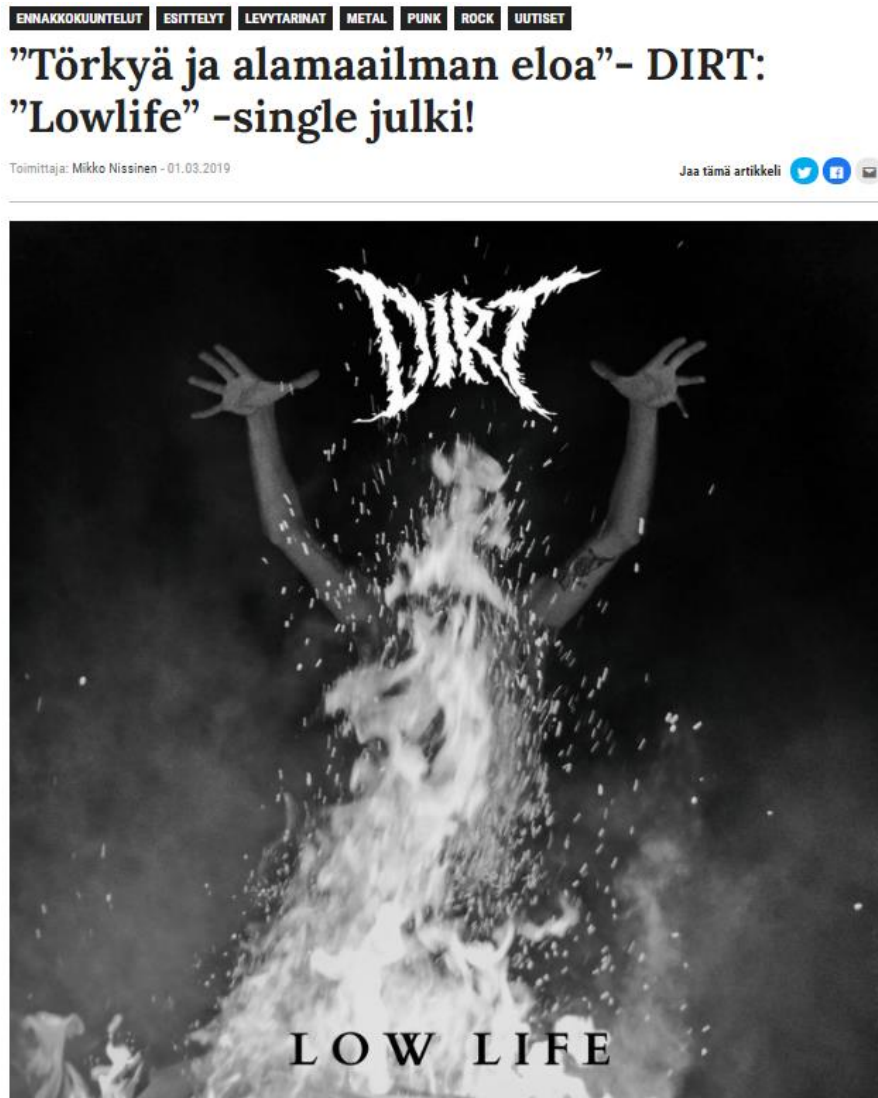 ENNAKKOKUUNTELUT ESITTELYT LEVYTARINAT METAL PUNK ROCK UUTISET
”Törkyä ja alamaailman eloa”- DIRT:
”Lowlife” -single julki!
Toimittaja: Mikko Nissinen - 01.03.2019
Jaa tämä artikkeli
DIRT
LOW LIFE